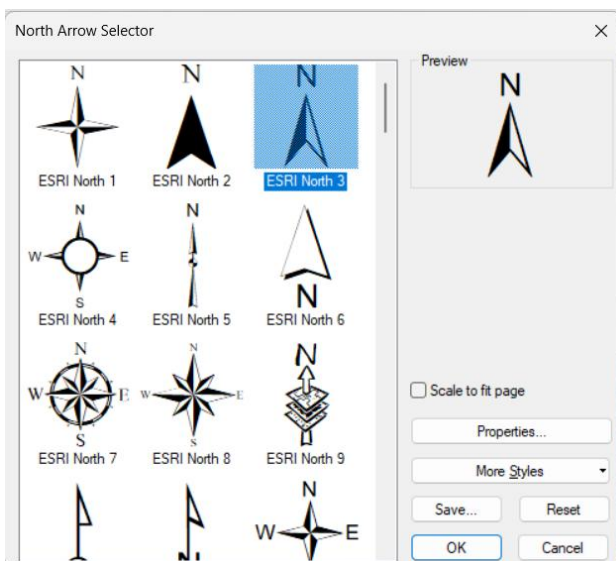 North Arrow Selector
Preview
N N N
N
ESRI North 1 ESRI North 2 ESRI North 3
N N
W E
S N
ESRI North 4 ESRI North 5 ESRI North 6
N N N
W E W E
S S
ESRI North 7 ESRI North 8 ESRI North 9
Scale to fit page
Properties...
More Styles
Save... Reset
N
W E
N
OK Cancel